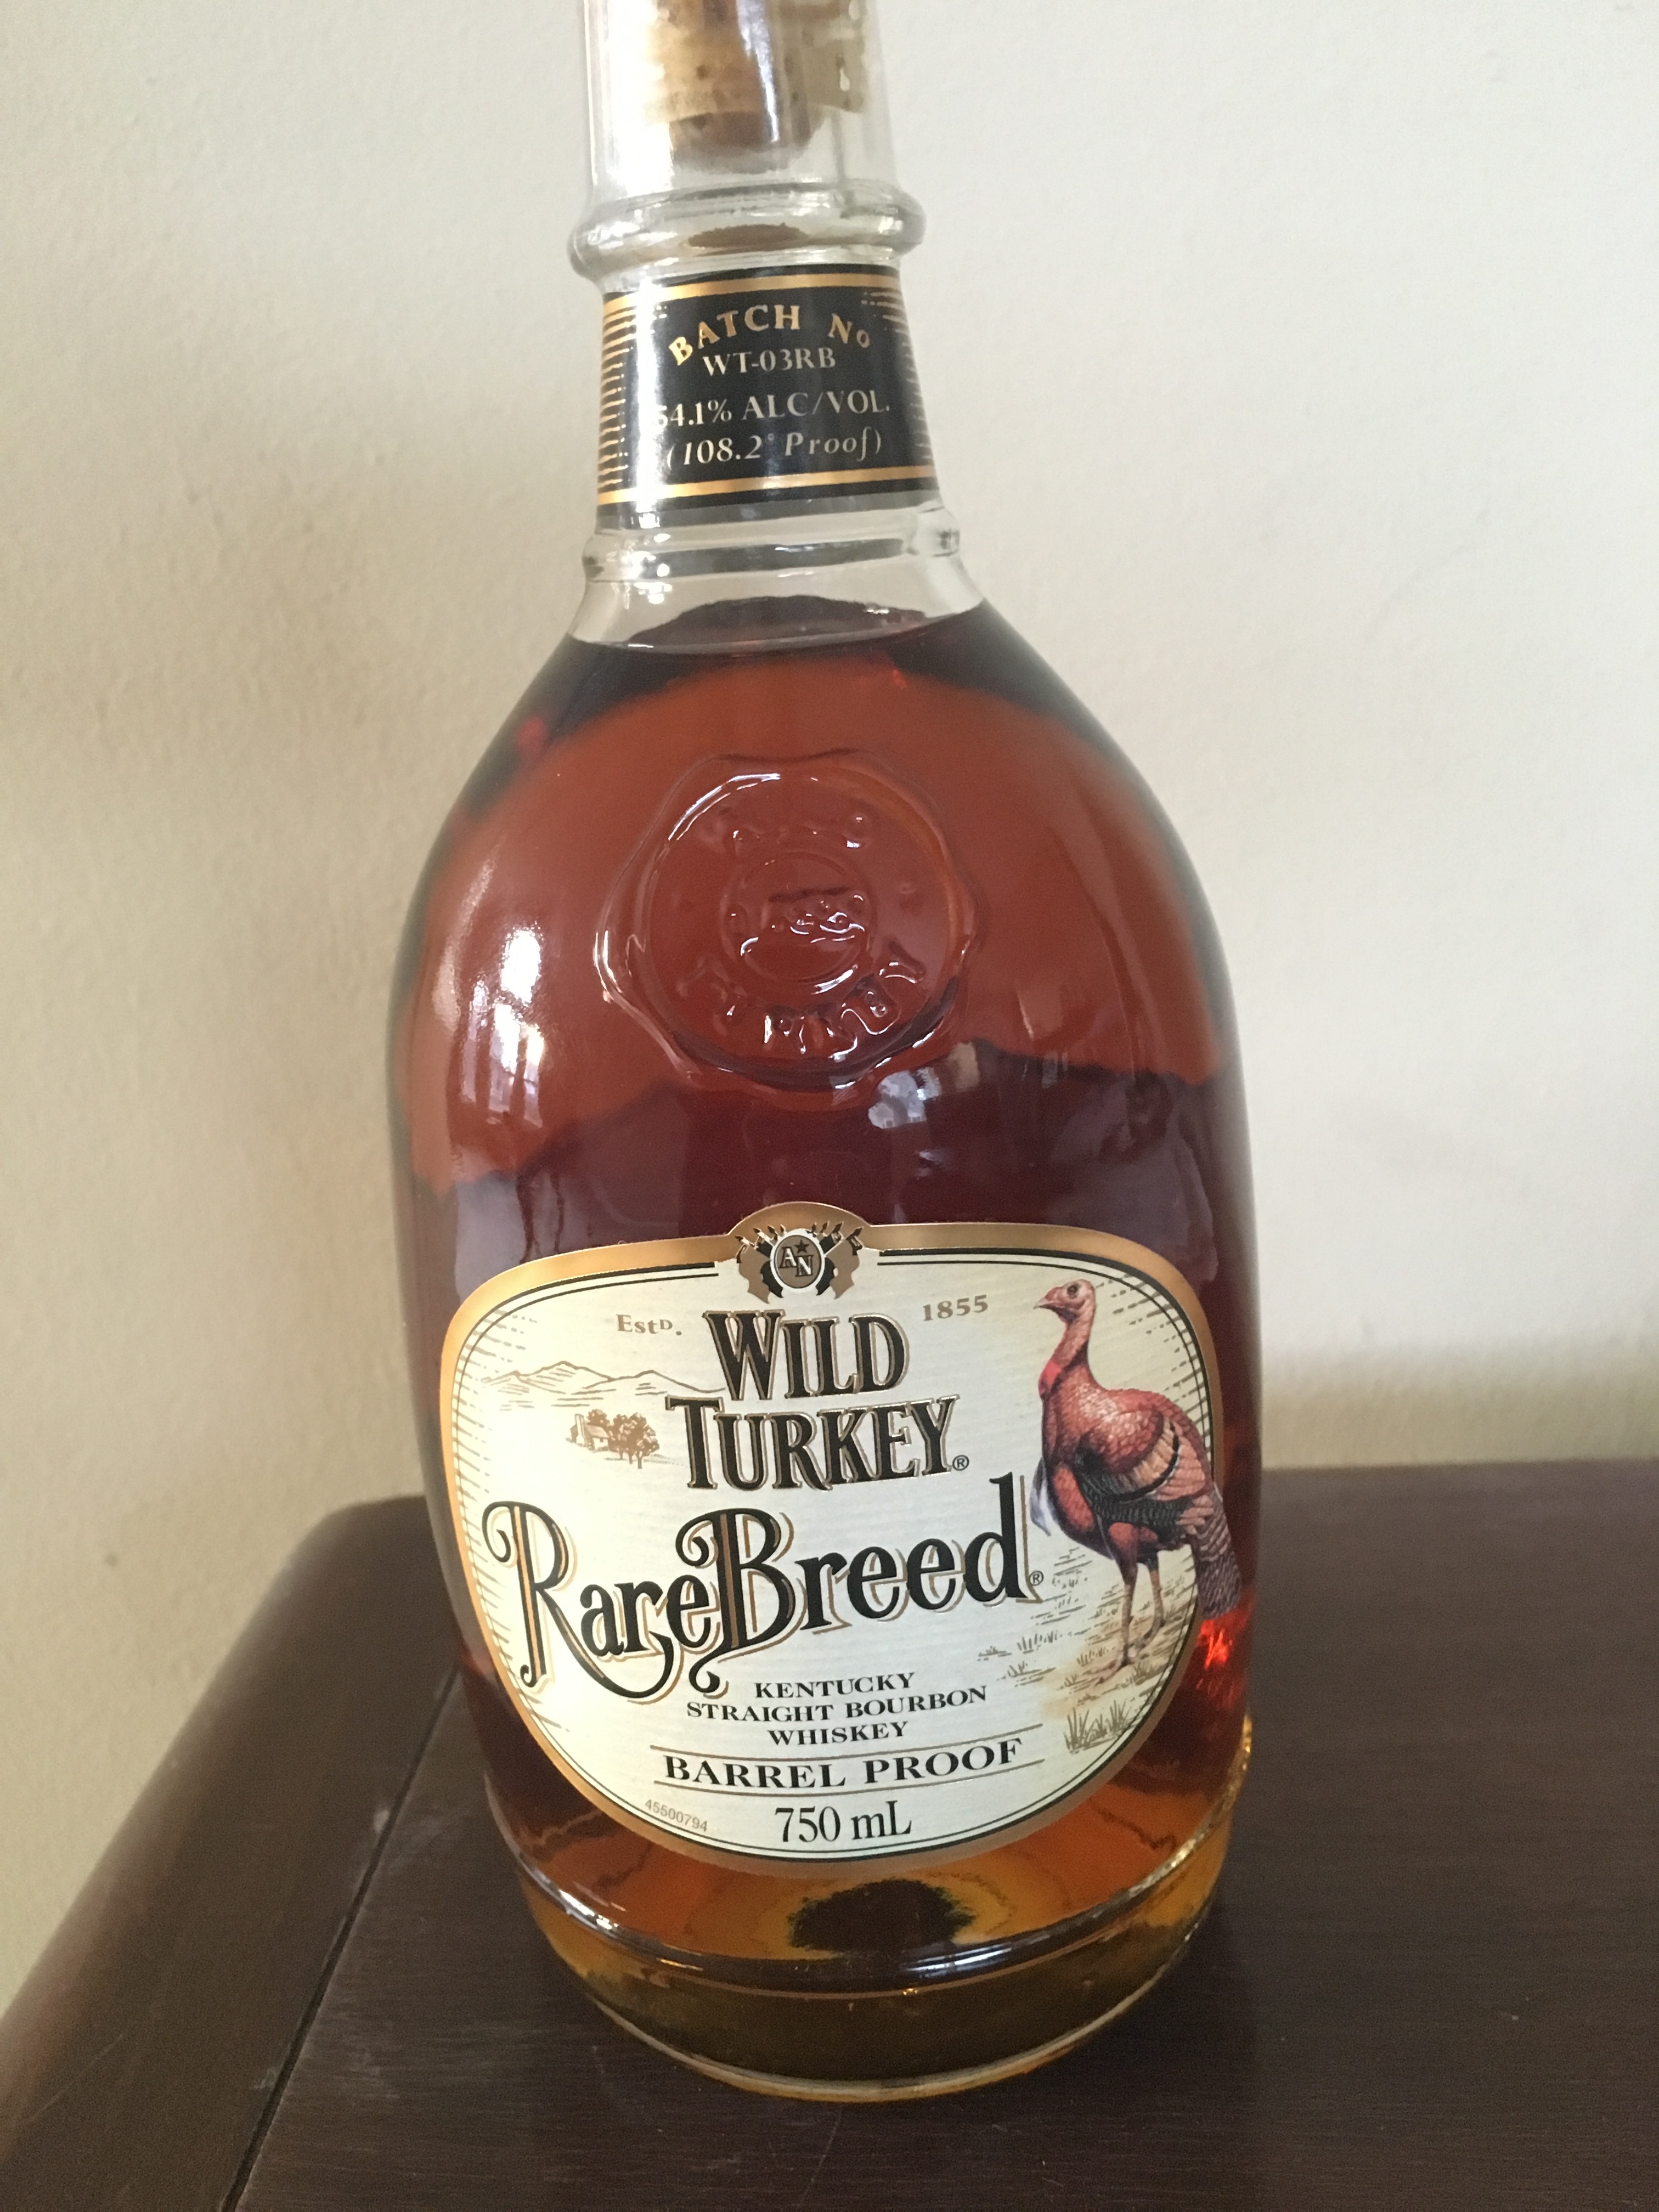 BATCH No
WT-03RB
54.1% ALC/VOL.
(108.2° Proof)
TURKEY
AN
Estᴰ. 1855
WILD
TURKEY®
Rare Breed®
KENTUCKY
STRAIGHT BOURBON
WHISKEY
BARREL PROOF
45500794
750 mL